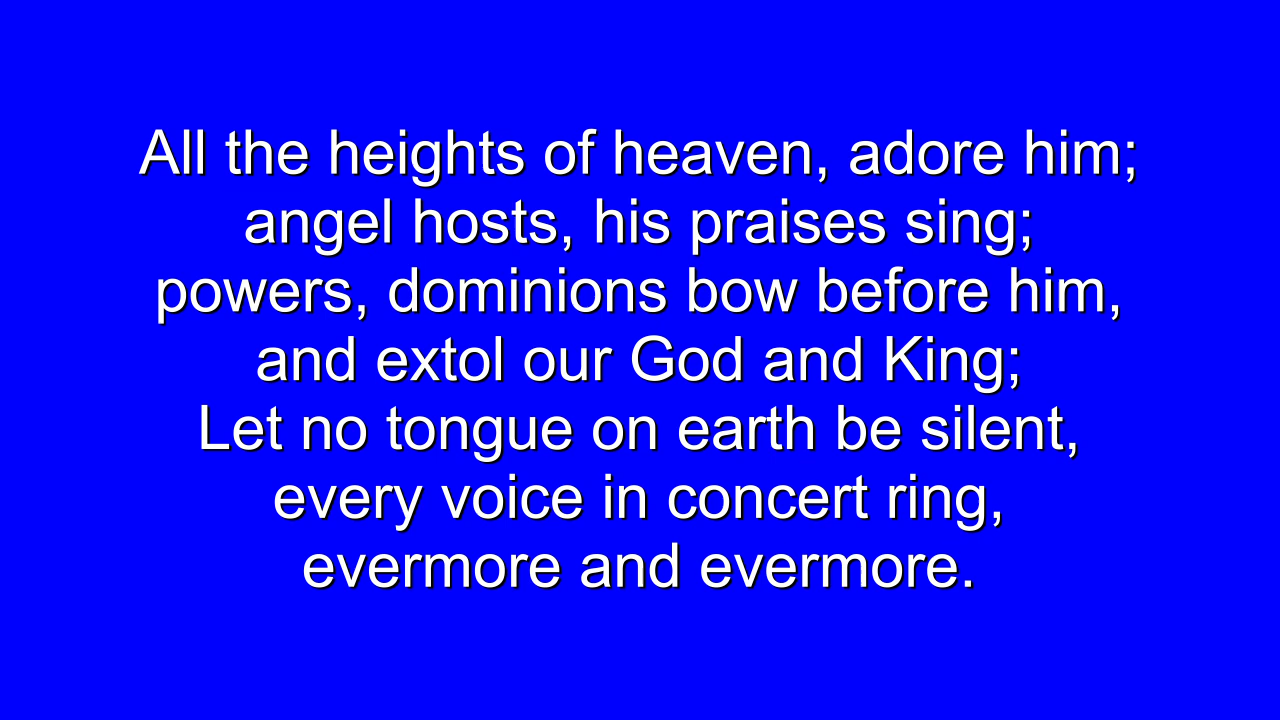 All the heights of heaven, adore him;
angel hosts, his praises sing;
powers, dominions bow before him,
and extol our God and King;
Let no tongue on earth be silent,
every voice in concert ring,
evermore and evermore.